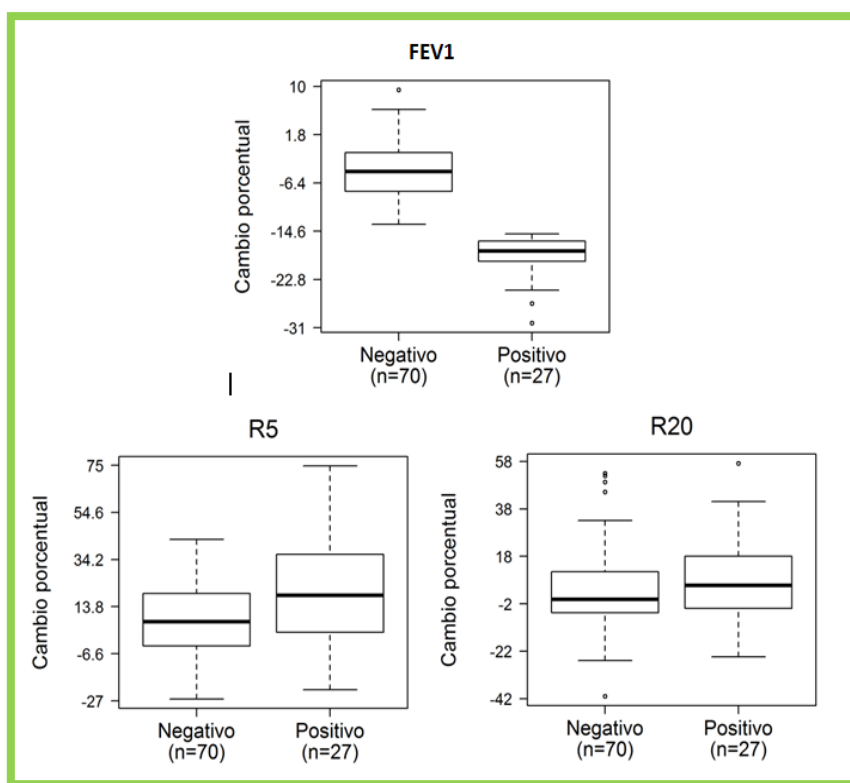 FEV1
Cambio porcentual
10
1.8
-6.4
-14.6
-22.8
-31
Negativo
(n=70)
Positivo
(n=27)
R5
Cambio porcentual
75
54.6
34.2
13.8
-6.6
-27
Negativo
(n=70)
Positivo
(n=27)
R20
Cambio porcentual
58
38
18
-2
-22
-42
Negativo
(n=70)
Positivo
(n=27)